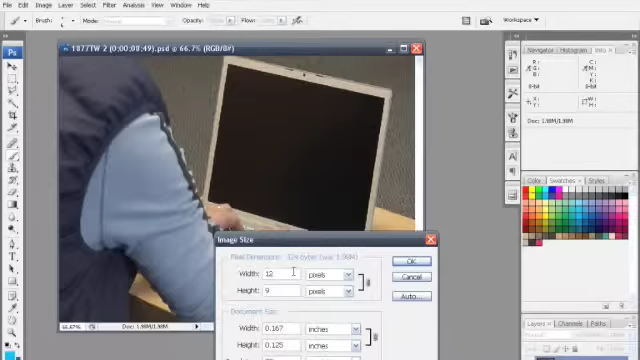 File Edit Image Layer Select Filter Analysis View Window Help
Brush: Mode: Opacity: Flow: Workspace
Ps
1877TW 2 (0;00;08;49).psd @ 66.7% (RGB/8#)
Navigator Histogram Info
R: C:
G: M:
B: Y:
K:
8-bit 8-bit
X: W:
Y: H:
Doc: 1.98M/1.98M
Color Swatches Styles
Image Size
Pixel Dimensions: 324 bytes (was 1.98M)
Width: 12 pixels
Height: 9 pixels
OK
Cancel
Auto...
Document Size:
Width: 0.167 inches
Height: 0.125 inches
66.67% Doc: 1.98M/1.98M
Layers Channels Paths